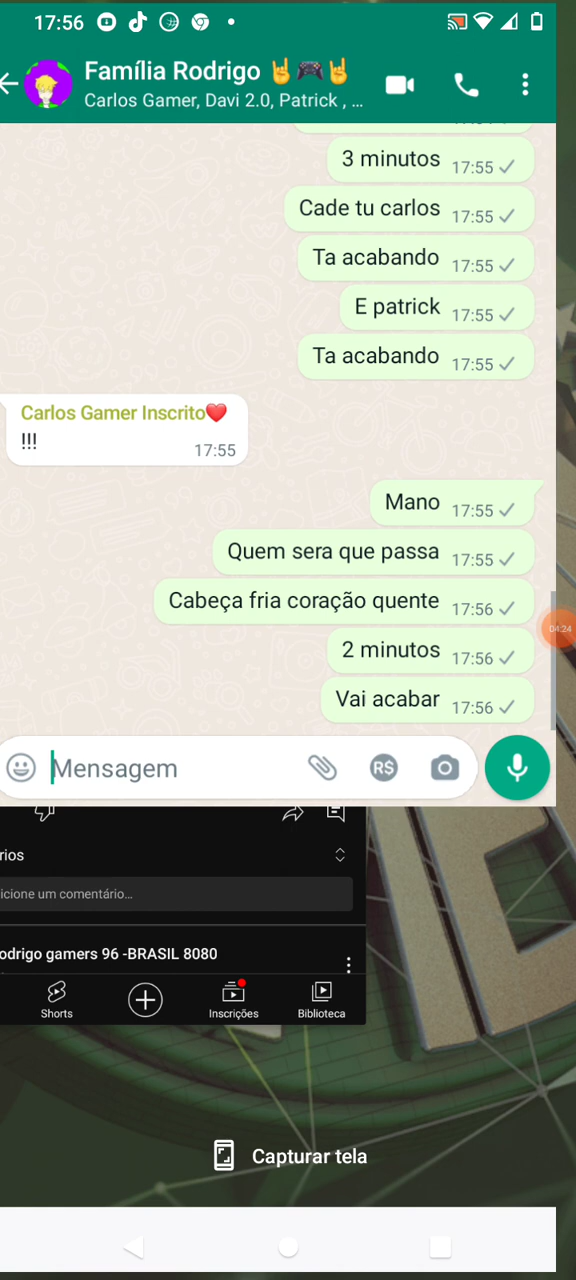 17:56
Família Rodrigo 🤘🎮🤘
Carlos Gamer, Davi 2.0, Patrick , ...
3 minutos 17:55
Cade tu carlos 17:55
Ta acabando 17:55
E patrick 17:55
Ta acabando 17:55
Carlos Gamer Inscrito❤️
!!! 17:55
Mano 17:55
Quem sera que passa 17:55
Cabeça fria coração quente 17:56
04:24
2 minutos 17:56
Vai acabar 17:56
Mensagem
R$
rios
icione um comentário...
odrigo gamers 96 -BRASIL 8080
Shorts
Inscrições
Biblioteca
Capturar tela